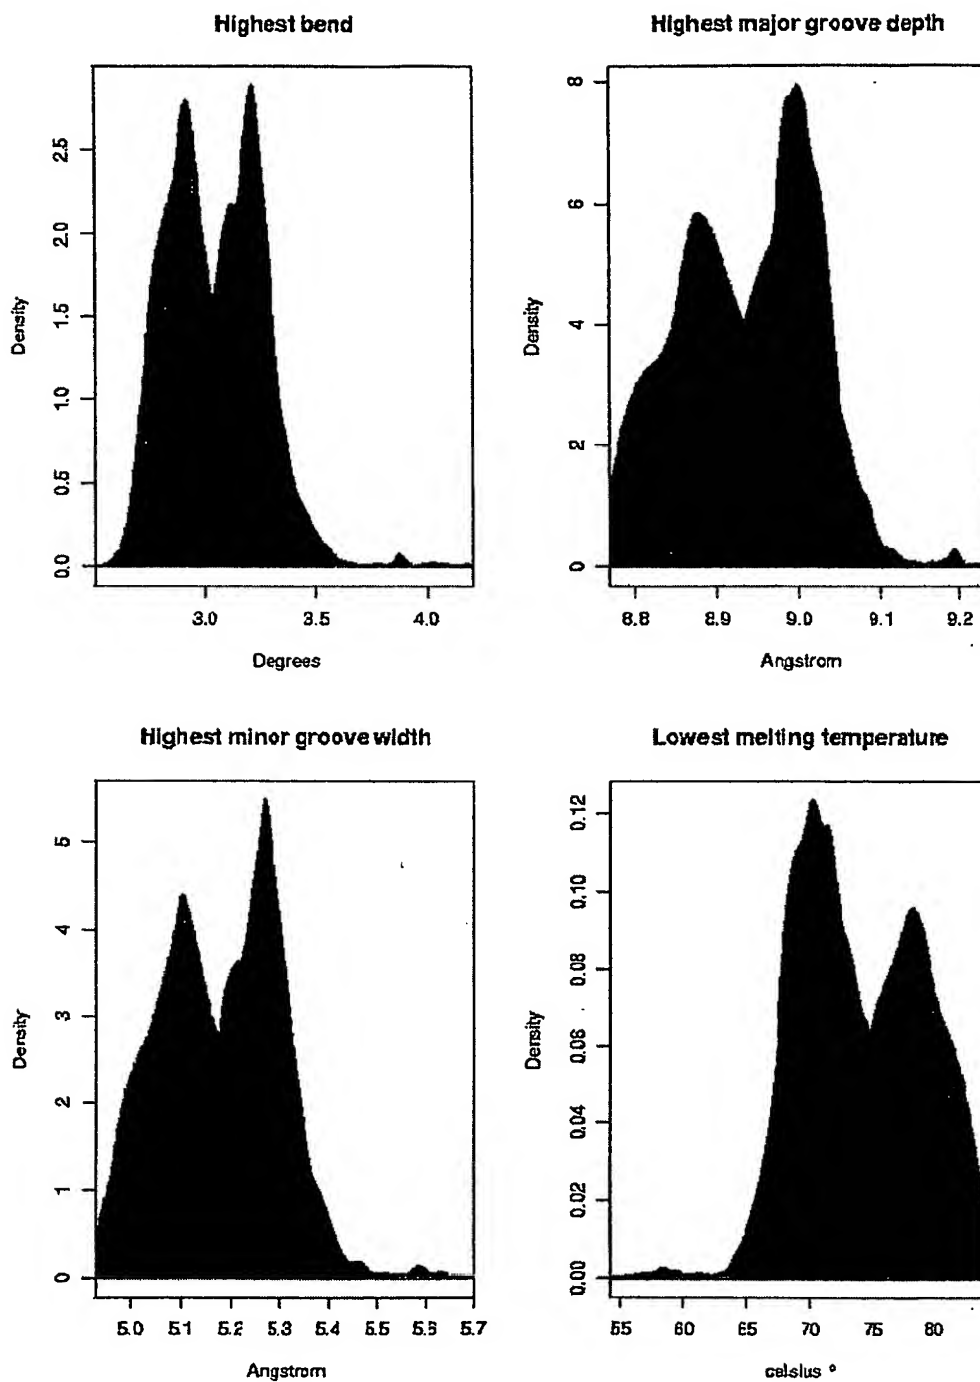 Highest bend
Density
0.0 0.5 1.0 1.5 2.0 2.5
3.0 3.5 4.0
Degrees
Highest major groove depth
Density
0 2 4 6 8
8.8 8.9 9.0 9.1 9.2
Angstrom
Highest minor groove width
Density
0 1 2 3 4 5
5.0 5.1 5.2 5.3 5.4 5.5 5.6 5.7
Angstrom
Lowest melting temperature
Density
0.00 0.02 0.04 0.06 0.08 0.10 0.12
55 60 65 70 75 80
celsius °